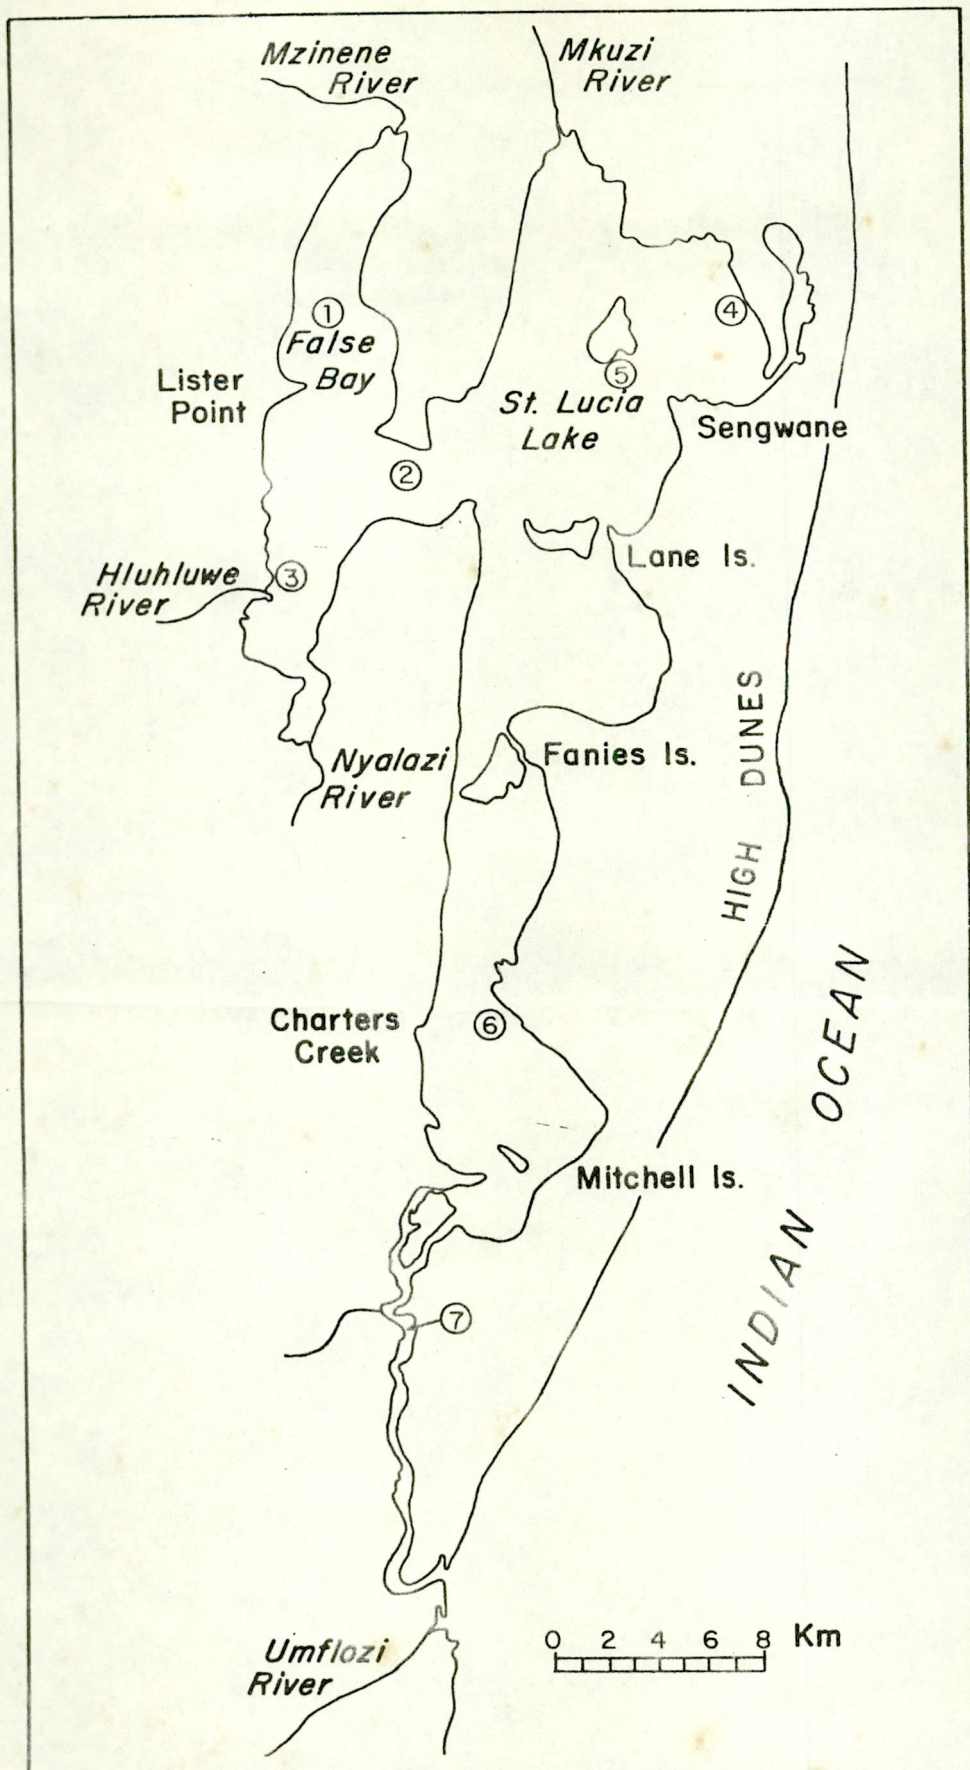 Mzinene
River
Mkuzi
River
1
False
Bay
4
Lister
Point
5
St. Lucia
Lake
Sengwane
2
Lane Is.
Hluhluwe
River
3
HIGH DUNES
Nyalazi
River
Fanies Is.
Charters
Creek
6
INDIAN OCEAN
Mitchell Is.
7
Umflozi
River
0 2 4 6 8 Km